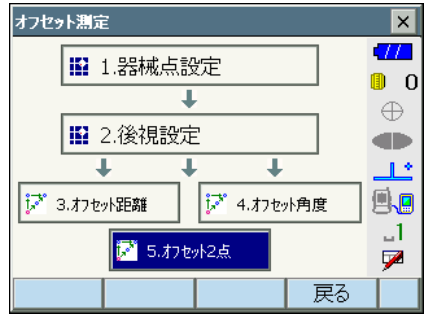 オフセット測定
1.器械点設定
0
2.後視設定
3.オフセット距離
4.オフセット角度
1
5.オフセット2点
戻る